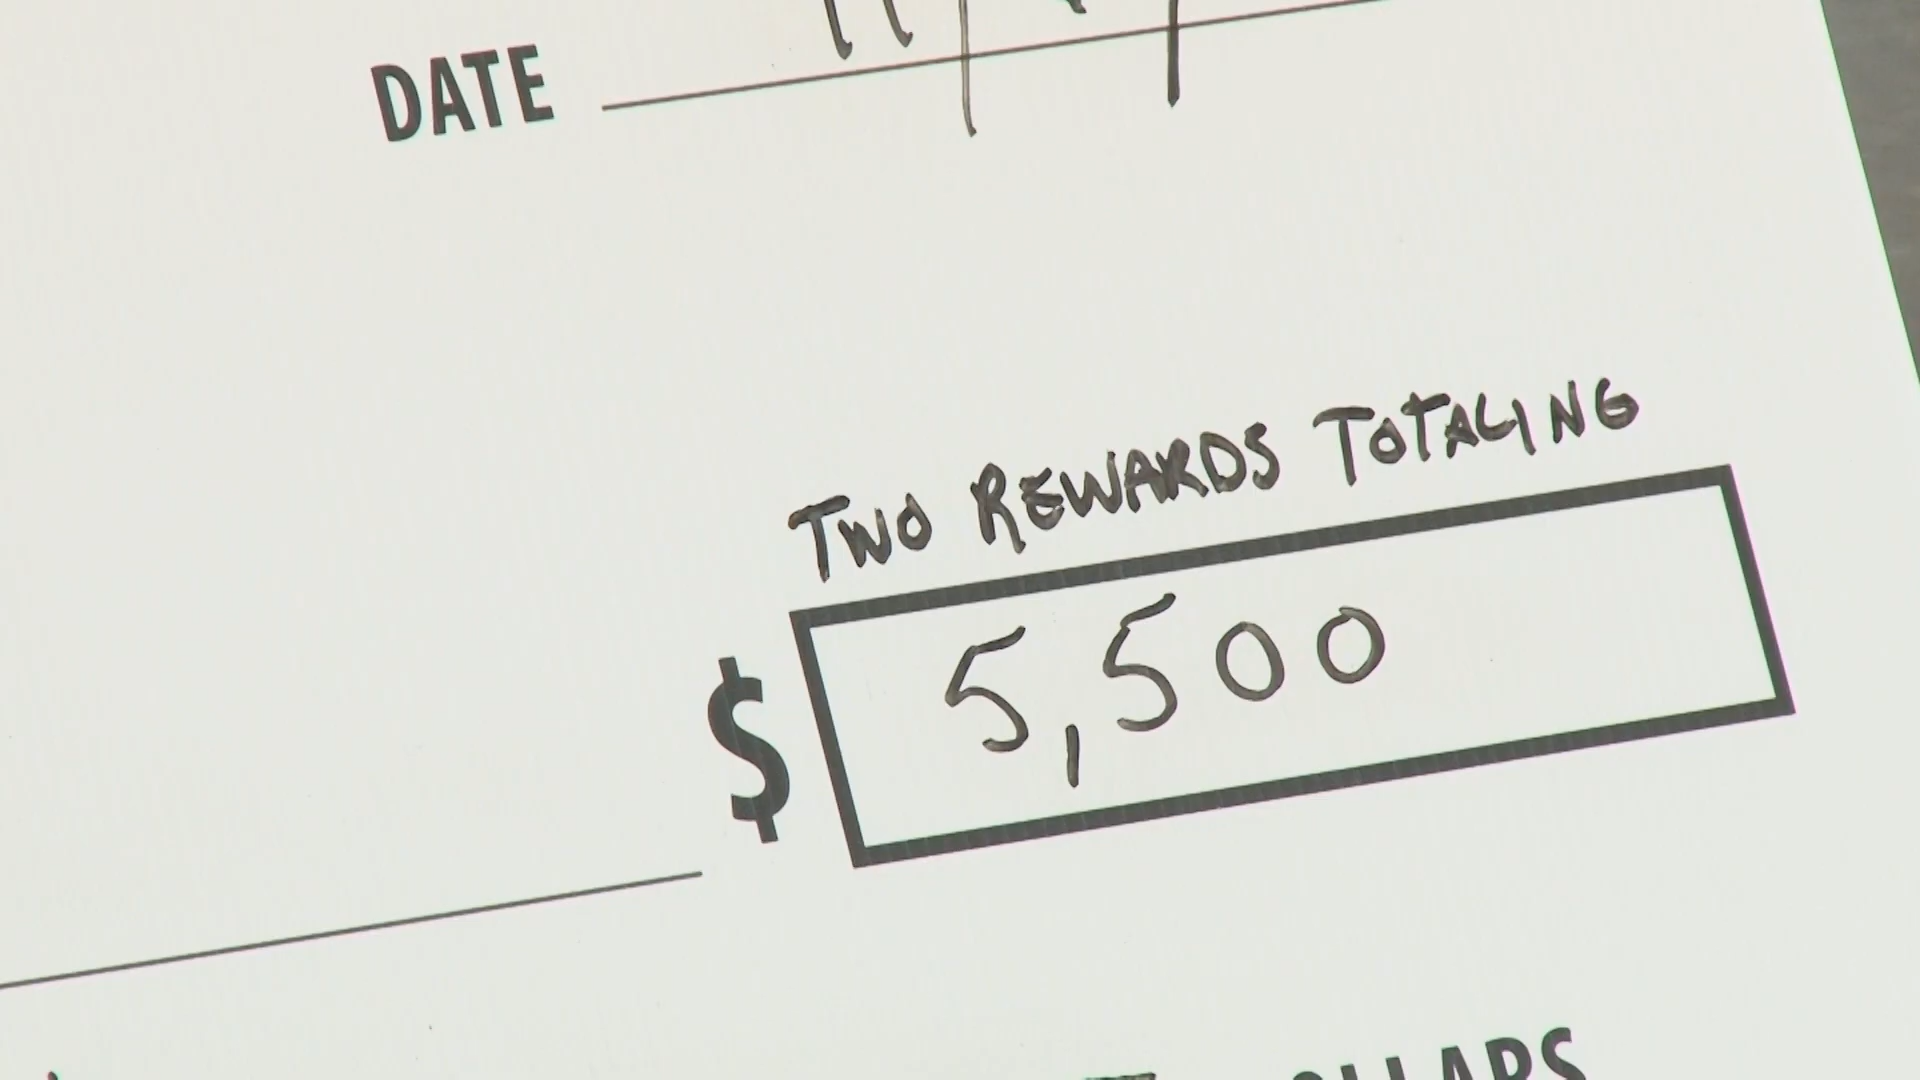 DATE
TWO REWARDS TOTALING
$ 5,500